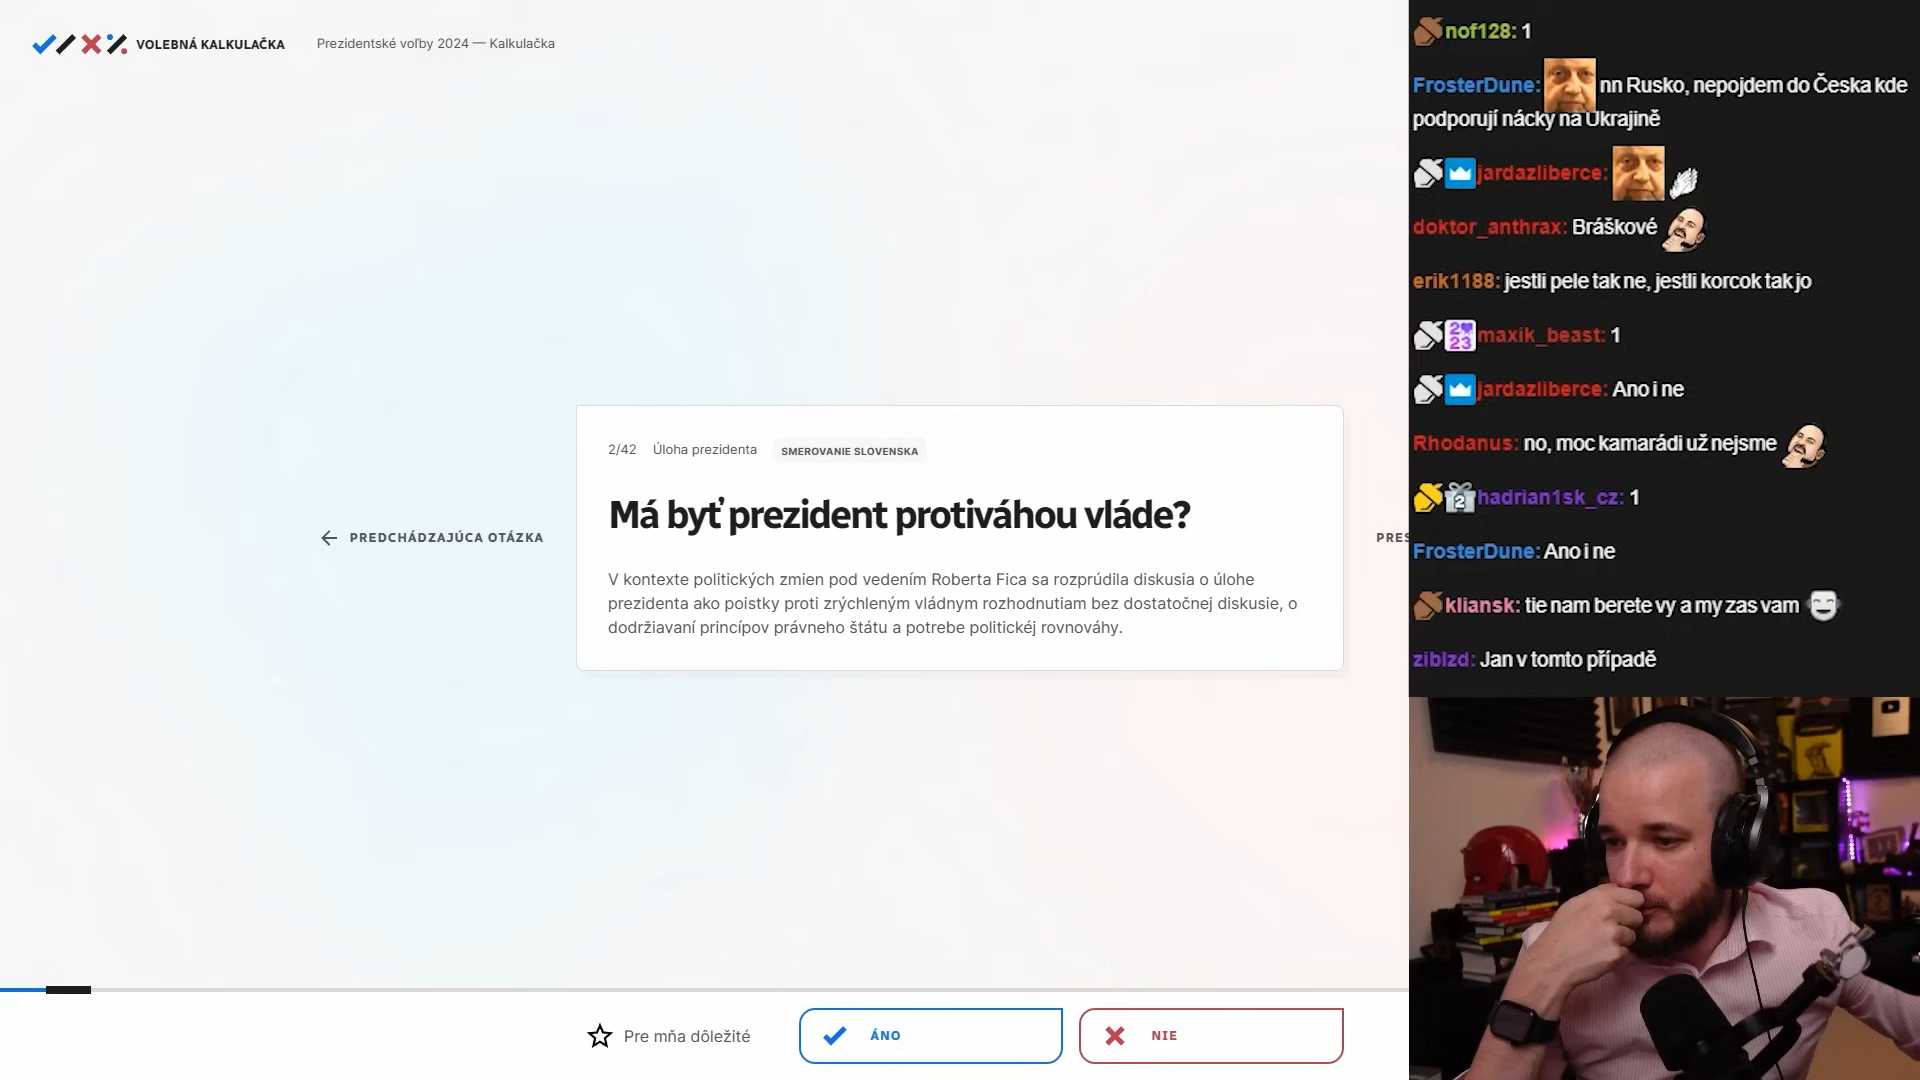 VOLEBNÁ KALKULAČKA
Prezidentské voľby 2024 — Kalkulačka
PREDCHÁDZAJÚCA OTÁZKA
2/42 Úloha prezidenta SMEROVANIE SLOVENSKA
Má byť prezident protiváhou vláde?
V kontexte politických zmien pod vedením Roberta Fica sa rozprúdila diskusia o úlohe
prezidenta ako poistky proti zrýchleným vládnym rozhodnutiam bez dostatočnej diskusie, o
dodržiavaní princípov právneho štátu a potrebe politickéj rovnováhy.
PRES
Pre mňa dôležité
ÁNO
NIE
nof128: 1
FrosterDune: nn Rusko, nepojdem do Česka kde
podporují nácky na Ukrajině
jardazliberce:
doktor_anthrax: Bráškové
erik1188: jestli pele tak ne, jestli korcok tak jo
2 23 maxik_beast: 1
jardazliberce: Ano i ne
Rhodanus: no, moc kamarádi už nejsme
2 hadrian1sk_cz: 1
FrosterDune: Ano i ne
kliansk: tie nam berete vy a my zas vam
ziblzd: Jan v tomto případě